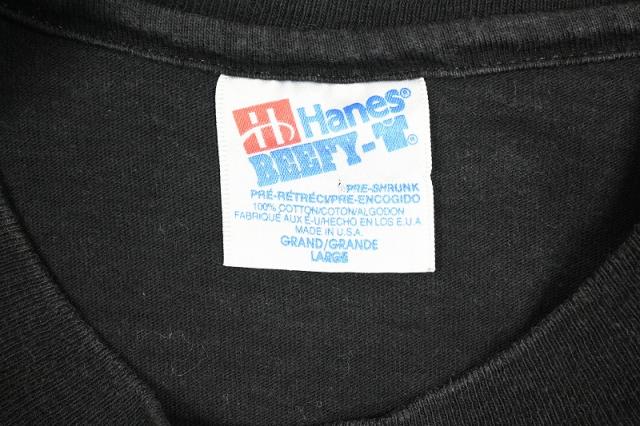 Hanes®
BEEFY-T®
PRE-SHRUNK
PRÉ-RÉTRÉCI/PRE-ENCOGIDO
100% COTTON/COTON/ALGODON
FABRIQUÉ AUX É-U/HECHO EN LOS E.U.A.
MADE IN U.S.A.
GRAND/GRANDE
LARGE